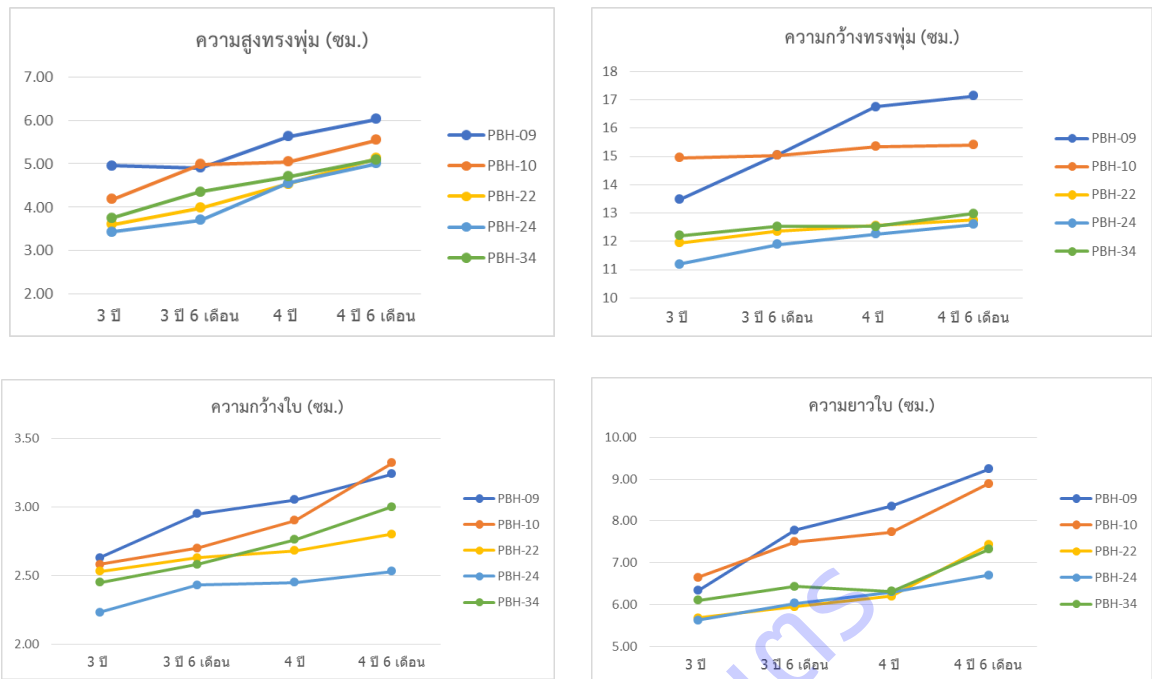 ความสูงทรงพุ่ม (ซม.)
7.00
6.00
5.00
4.00
3.00
2.00
3 ปี 3 ปี 6 เดือน 4 ปี 4 ปี 6 เดือน
PBH-09
PBH-10
PBH-22
PBH-24
PBH-34
ความกว้างทรงพุ่ม (ซม.)
18
17
16
15
14
13
12
11
10
3 ปี 3 ปี 6 เดือน 4 ปี 4 ปี 6 เดือน
PBH-09
PBH-10
PBH-22
PBH-24
PBH-34
ความกว้างใบ (ซม.)
3.50
3.00
2.50
2.00
3 ปี 3 ปี 6 เดือน 4 ปี 4 ปี 6 เดือน
PBH-09
PBH-10
PBH-22
PBH-24
PBH-34
ความยาวใบ (ซม.)
10.00
9.00
8.00
7.00
6.00
5.00
3 ปี 3 ปี 6 เดือน 4 ปี 4 ปี 6 เดือน
PBH-09
PBH-10
PBH-22
PBH-24
PBH-34